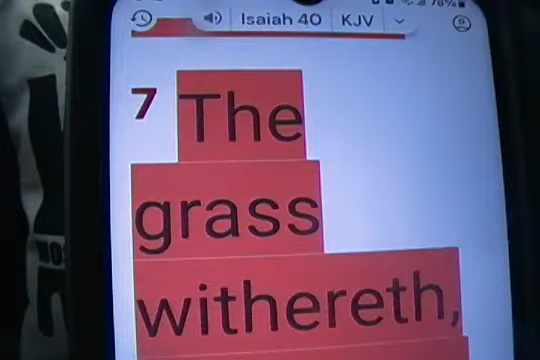 Isaiah 40 KJV
7 The
grass
withereth,